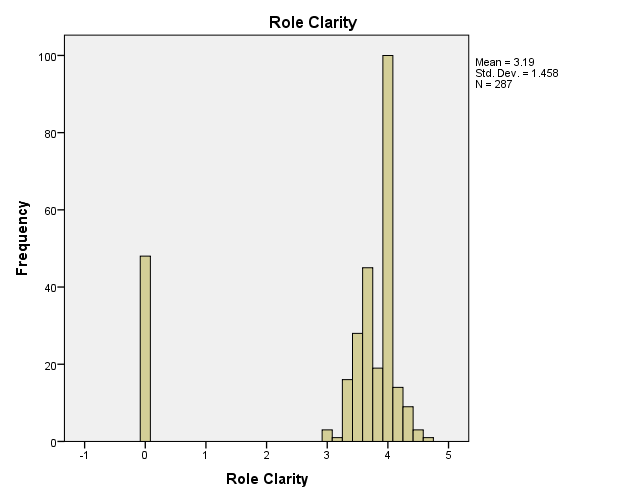 Role Clarity
Mean = 3.19
Std. Dev. = 1.458
N = 287
100
80
60
40
20
0
Frequency
-1 0 1 2 3 4 5
Role Clarity